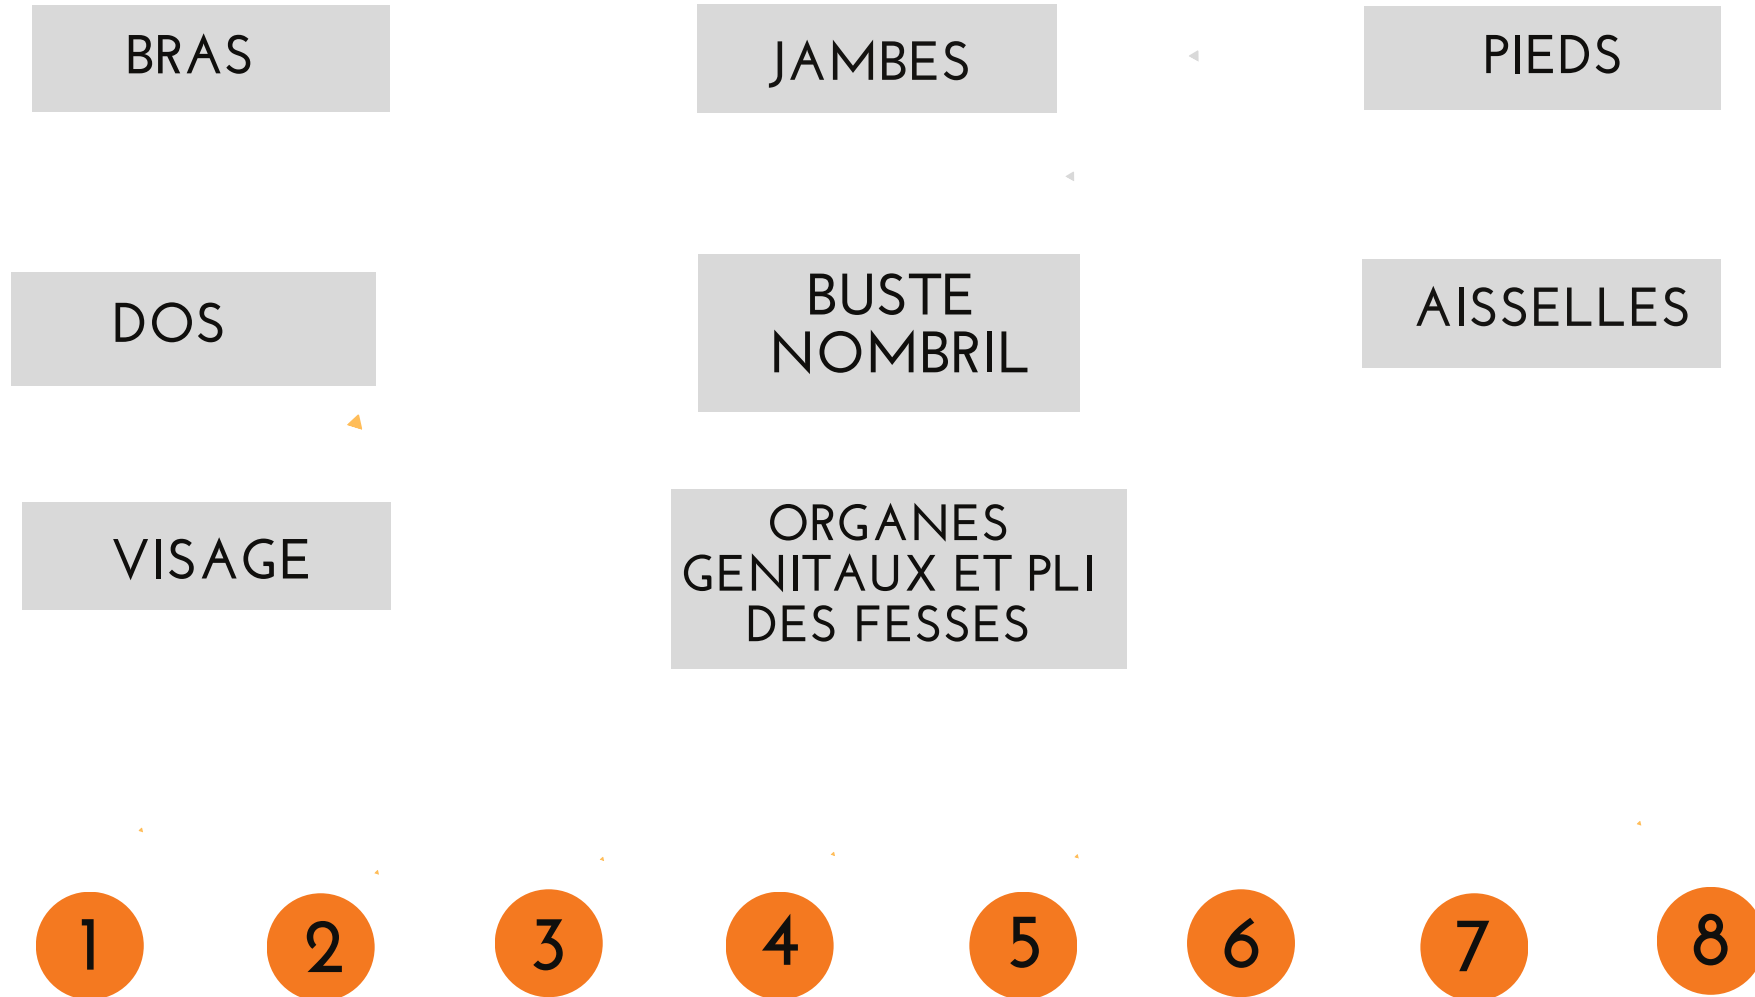 BRAS
JAMBES
PIEDS
DOS
BUSTE
NOMBRIL
AISSELLES
VISAGE
ORGANES
GENITAUX ET PLI
DES FESSES
1
2
3
4
5
6
7
8